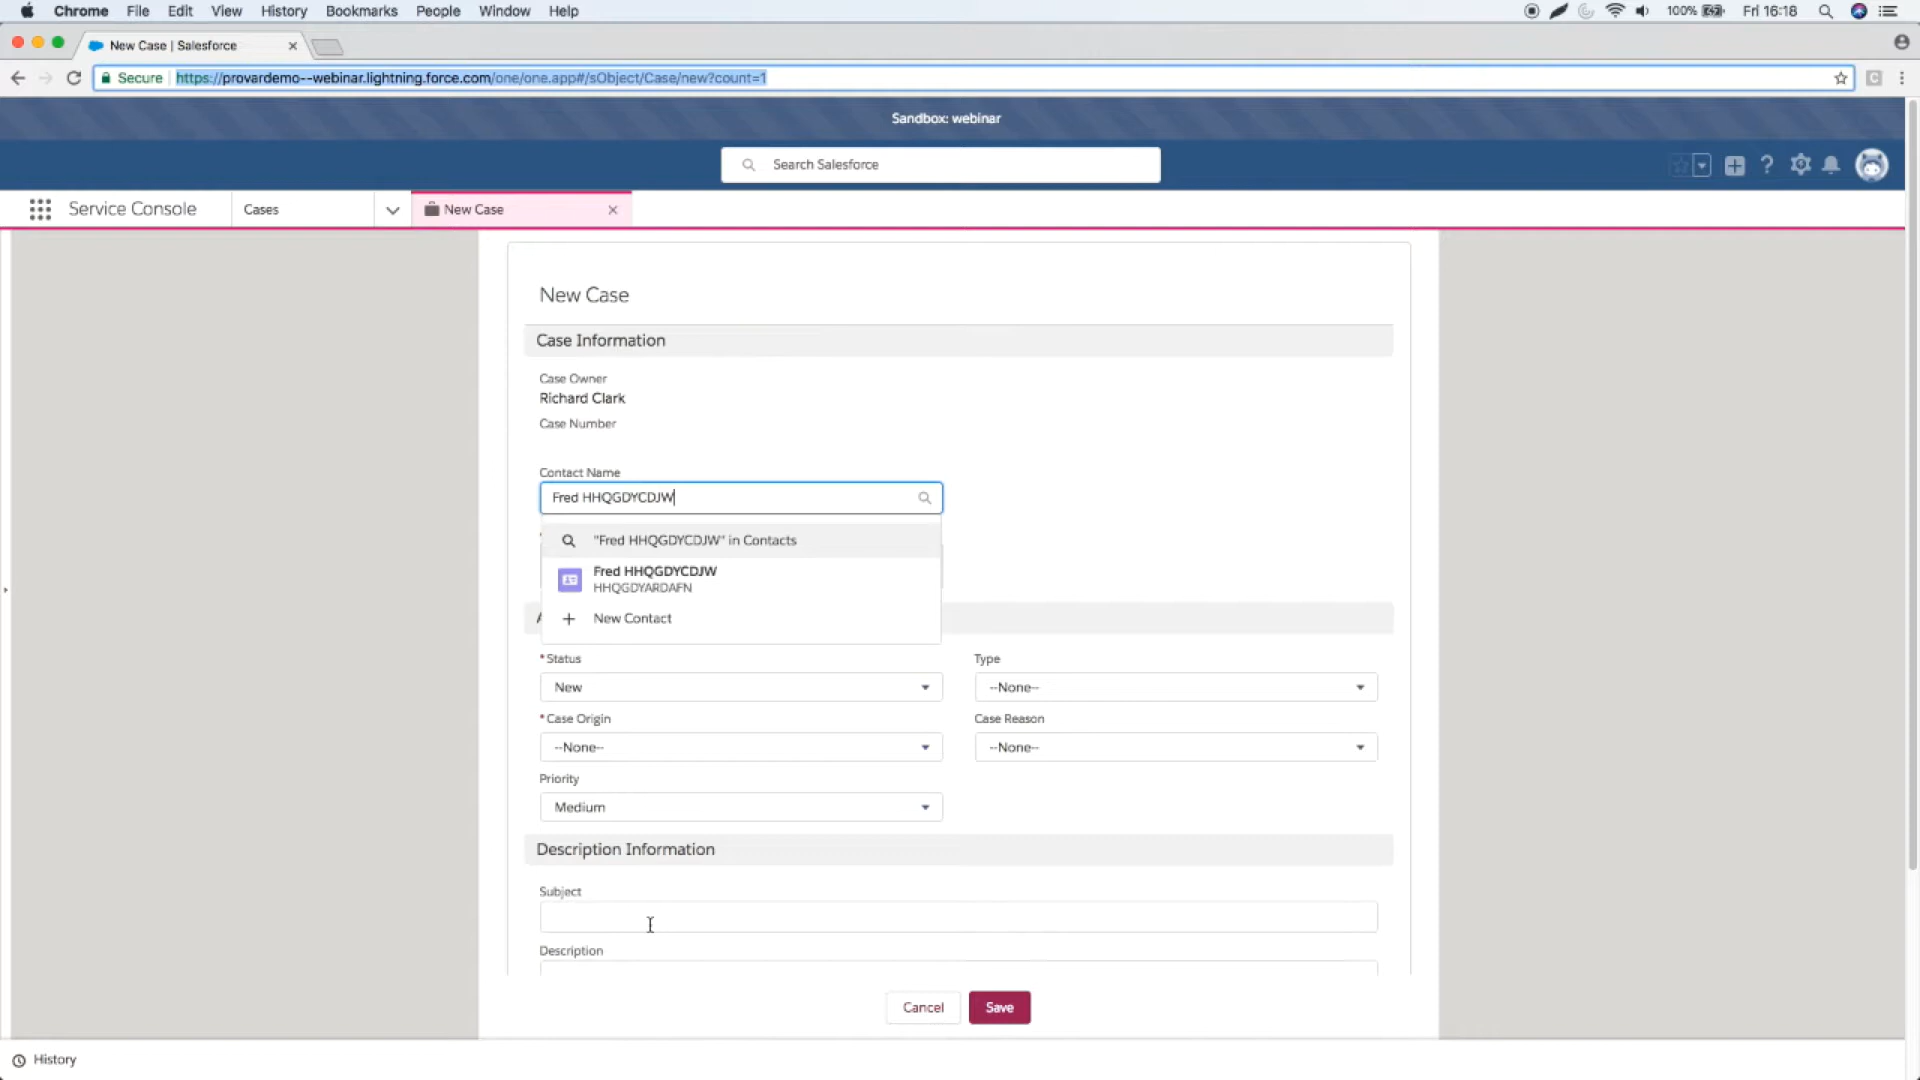 Chrome File Edit View History Bookmarks People Window Help 100% Fri 16:18
New Case | Salesforce
Secure https://provardemo--webinar.lightning.force.com/one/one.app#/sObject/Case/new?count=1
Sandbox: webinar
Search Salesforce
Service Console Cases New Case
New Case
Case Information
Case Owner
Richard Clark
Case Number
Contact Name
Fred HHQGDYCDJW
"Fred HHQGDYCDJW" in Contacts
Fred HHQGDYCDJW
HHQGDYARDAFN
New Contact
*Status Type
New --None--
*Case Origin Case Reason
--None-- --None--
Priority
Medium
Description Information
Subject
Description
Cancel Save
History